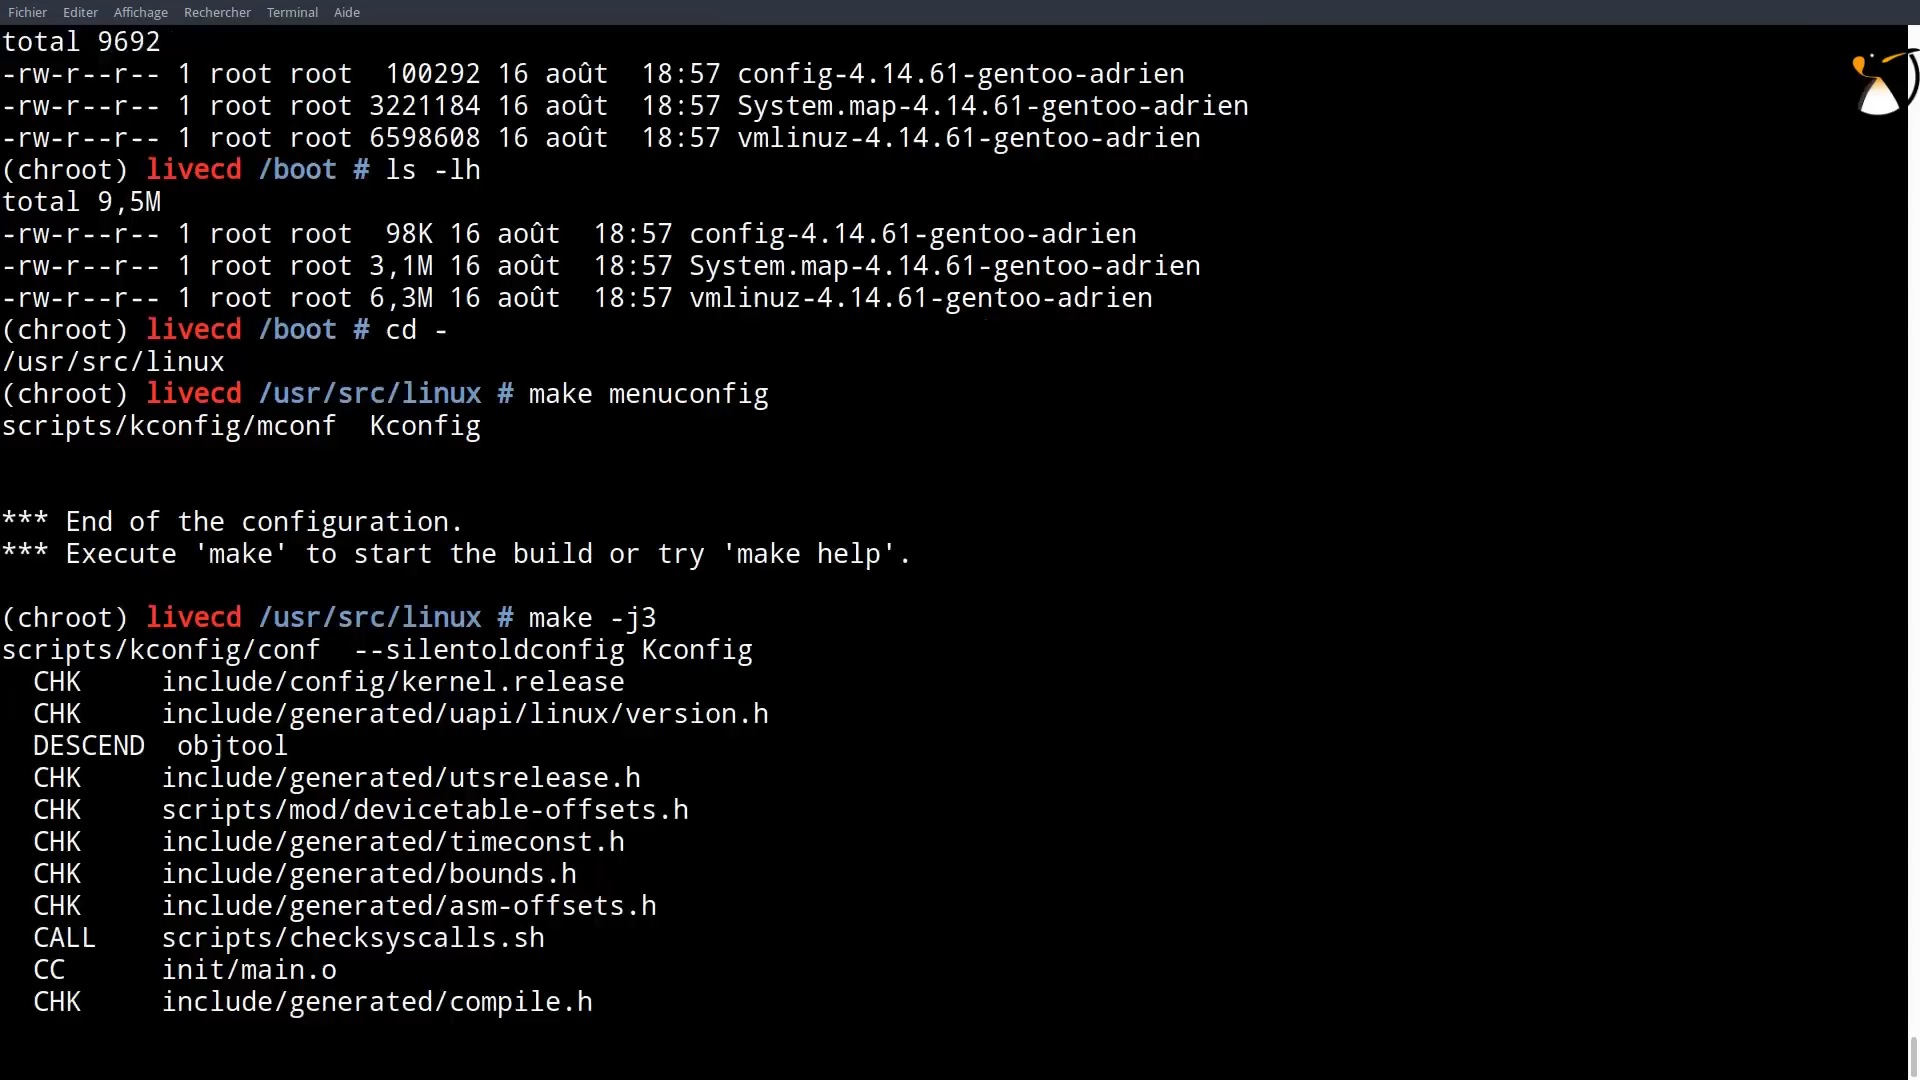 Fichier Editer Affichage Rechercher Terminal Aide
total 9692
-rw-r--r-- 1 root root  100292 16 août  18:57 config-4.14.61-gentoo-adrien
-rw-r--r-- 1 root root 3221184 16 août  18:57 System.map-4.14.61-gentoo-adrien
-rw-r--r-- 1 root root 6598608 16 août  18:57 vmlinuz-4.14.61-gentoo-adrien
(chroot) livecd /boot # ls -lh
total 9,5M
-rw-r--r-- 1 root root  98K 16 août  18:57 config-4.14.61-gentoo-adrien
-rw-r--r-- 1 root root 3,1M 16 août  18:57 System.map-4.14.61-gentoo-adrien
-rw-r--r-- 1 root root 6,3M 16 août  18:57 vmlinuz-4.14.61-gentoo-adrien
(chroot) livecd /boot # cd -
/usr/src/linux
(chroot) livecd /usr/src/linux # make menuconfig
scripts/kconfig/mconf  Kconfig
*** End of the configuration.
*** Execute 'make' to start the build or try 'make help'.
(chroot) livecd /usr/src/linux # make -j3
scripts/kconfig/conf  --silentoldconfig Kconfig
  CHK     include/config/kernel.release
  CHK     include/generated/uapi/linux/version.h
  DESCEND  objtool
  CHK     include/generated/utsrelease.h
  CHK     scripts/mod/devicetable-offsets.h
  CHK     include/generated/timeconst.h
  CHK     include/generated/bounds.h
  CHK     include/generated/asm-offsets.h
  CALL    scripts/checksyscalls.sh
  CC      init/main.o
  CHK     include/generated/compile.h